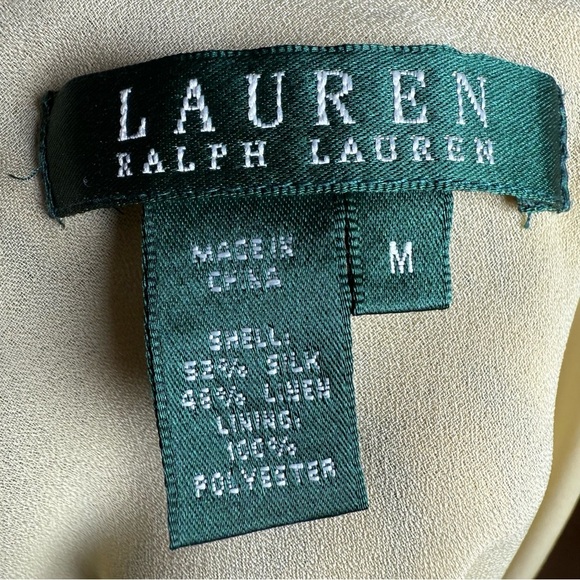 LAUREN
RALPH LAUREN
M
MADE IN
CHINA
SHELL:
52% SILK
48% LINEN
LINING:
100%
POLYESTER